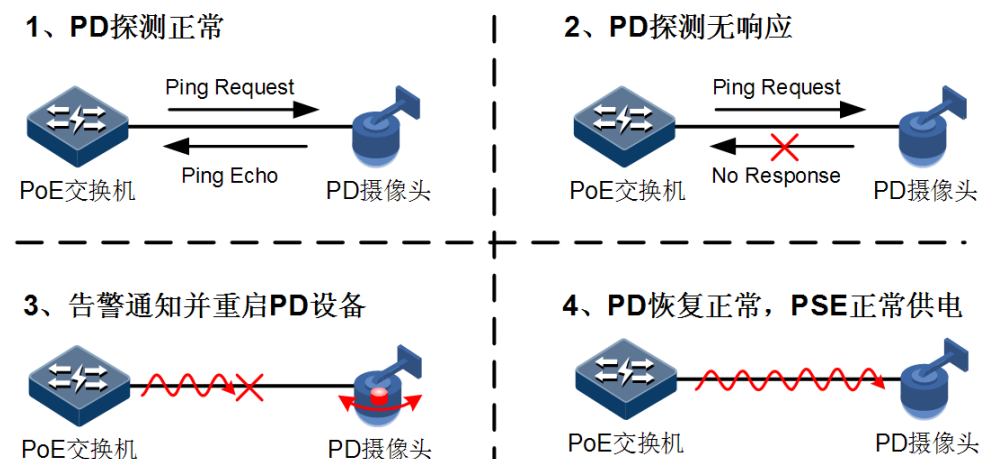 1、PD探测正常
Ping Request
Ping Echo
PoE交换机
PD摄像头
2、PD探测无响应
Ping Request
No Response
PoE交换机
PD摄像头
3、告警通知并重启PD设备
PoE交换机
PD摄像头
4、PD恢复正常，PSE正常供电
PoE交换机
PD摄像头